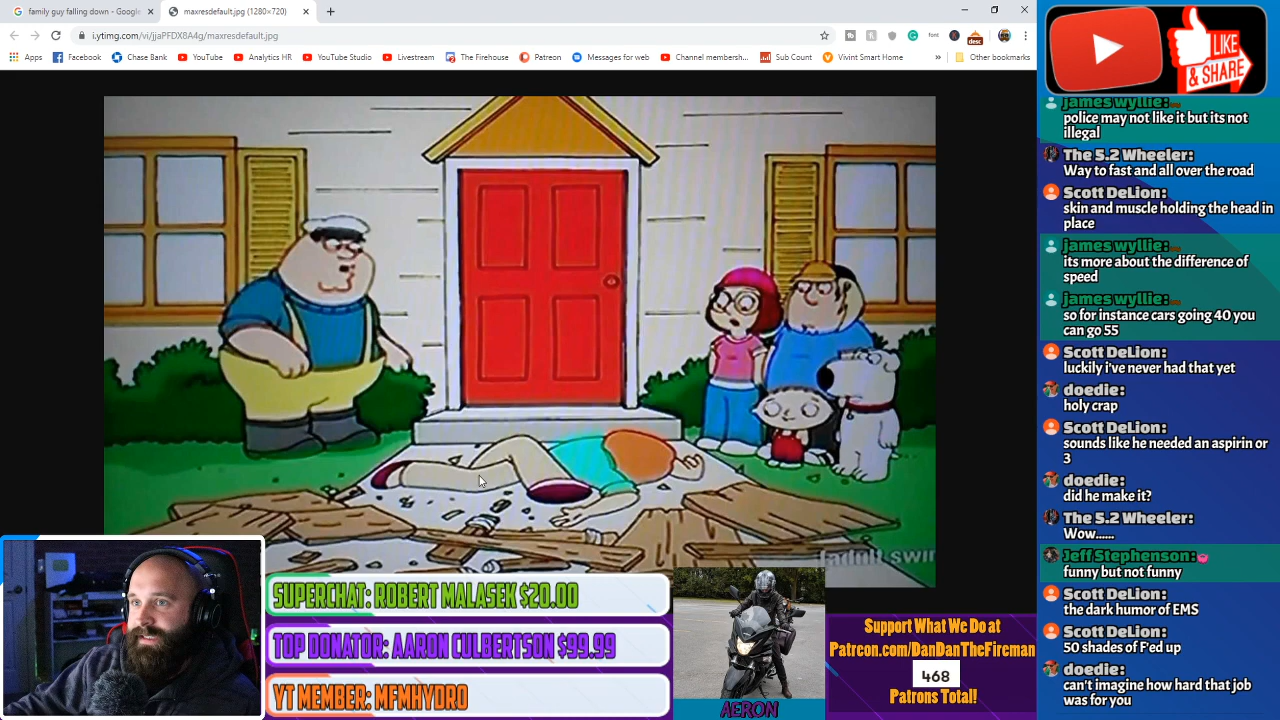 family guy falling down - Google
maxresdefault.jpg (1280×720)
i.ytimg.com/vi/jjaPFDX8A4g/maxresdefault.jpg
Apps
Facebook
Chase Bank
YouTube
Analytics HR
YouTube Studio
Livestream
The Firehouse
Patreon
Messages for web
Channel membersh...
Sub Count
Vivint Smart Home
»
Other bookmarks
font
desc
LIKE
& SHARE
james wyllie:
police may not like it but its not
illegal
The 5.2 Wheeler:
Way to fast and all over the road
Scott DeLion:
skin and muscle holding the head in
place
james wyllie:
its more about the difference of
speed
james wyllie:
so for instance cars going 40 you
can go 55
Scott DeLion:
luckily i've never had that yet
doedie:
holy crap
Scott DeLion:
sounds like he needed an aspirin or
3
doedie:
did he make it?
The 5.2 Wheeler:
Wow......
Jeff Stephenson:
funny but not funny
Scott DeLion:
the dark humor of EMS
Scott DeLion:
50 shades of F'ed up
doedie:
can't imagine how hard that job
was for you
[adult swim
SUPERCHAT: ROBERT MALASEK $20.00
TOP DONATOR: AARON CULBERTSON $99.99
YT MEMBER: MFMHYDRO
AERON
Support What We Do at
Patreon.com/DanDanTheFireman
468
Patrons Total!